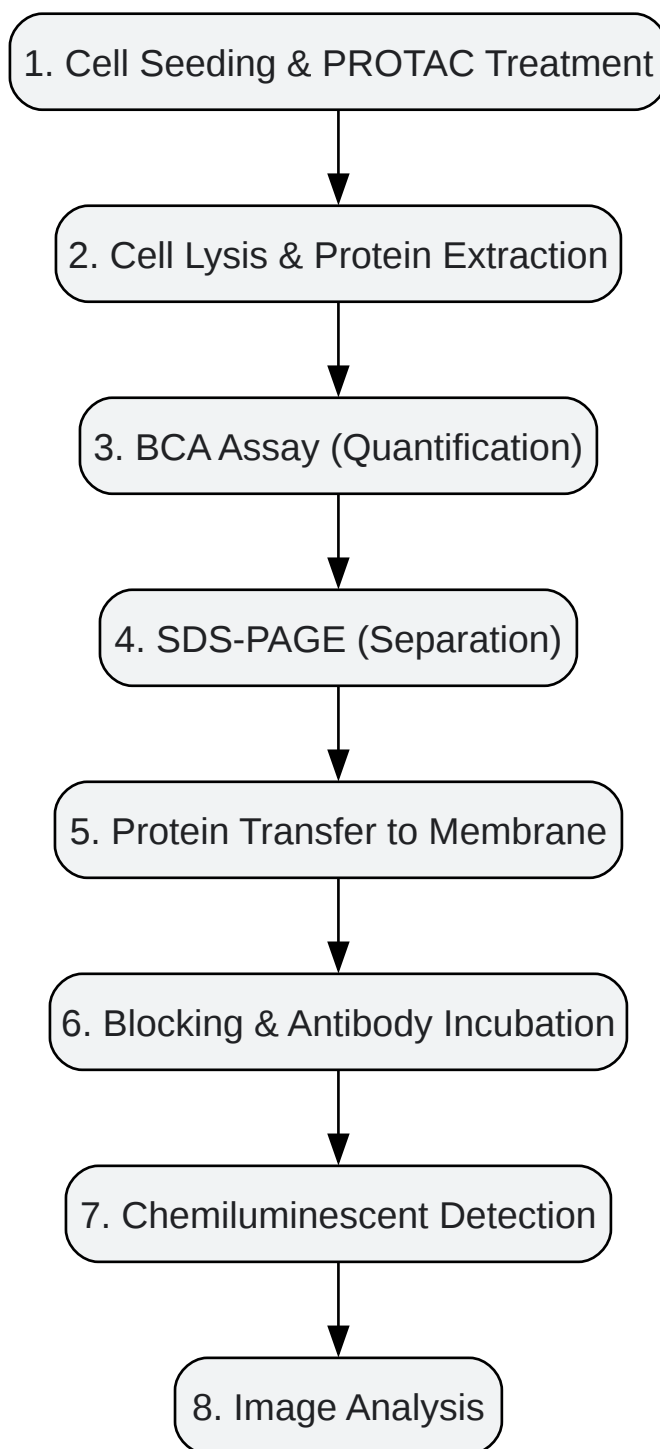 1. Cell Seeding & PROTAC Treatment
2. Cell Lysis & Protein Extraction
3. BCA Assay (Quantification)
4. SDS-PAGE (Separation)
5. Protein Transfer to Membrane
6. Blocking & Antibody Incubation
7. Chemiluminescent Detection
8. Image Analysis